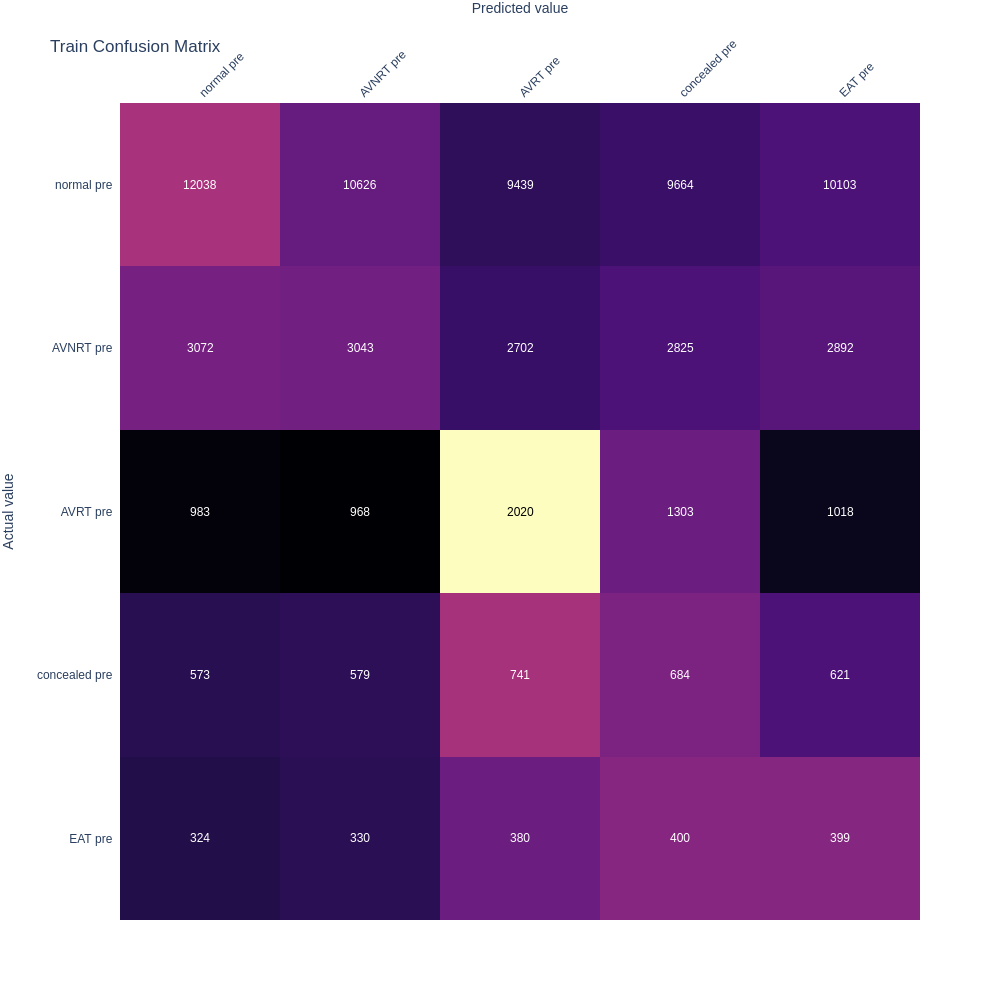 Predicted value
Train Confusion Matrix
normal pre
AVNRT pre
AVRT pre
concealed pre
EAT pre
normal pre 12038 10626 9439 9664 10103
AVNRT pre 3072 3043 2702 2825 2892
Actual value
AVRT pre 983 968 2020 1303 1018
concealed pre 573 579 741 684 621
EAT pre 324 330 380 400 399